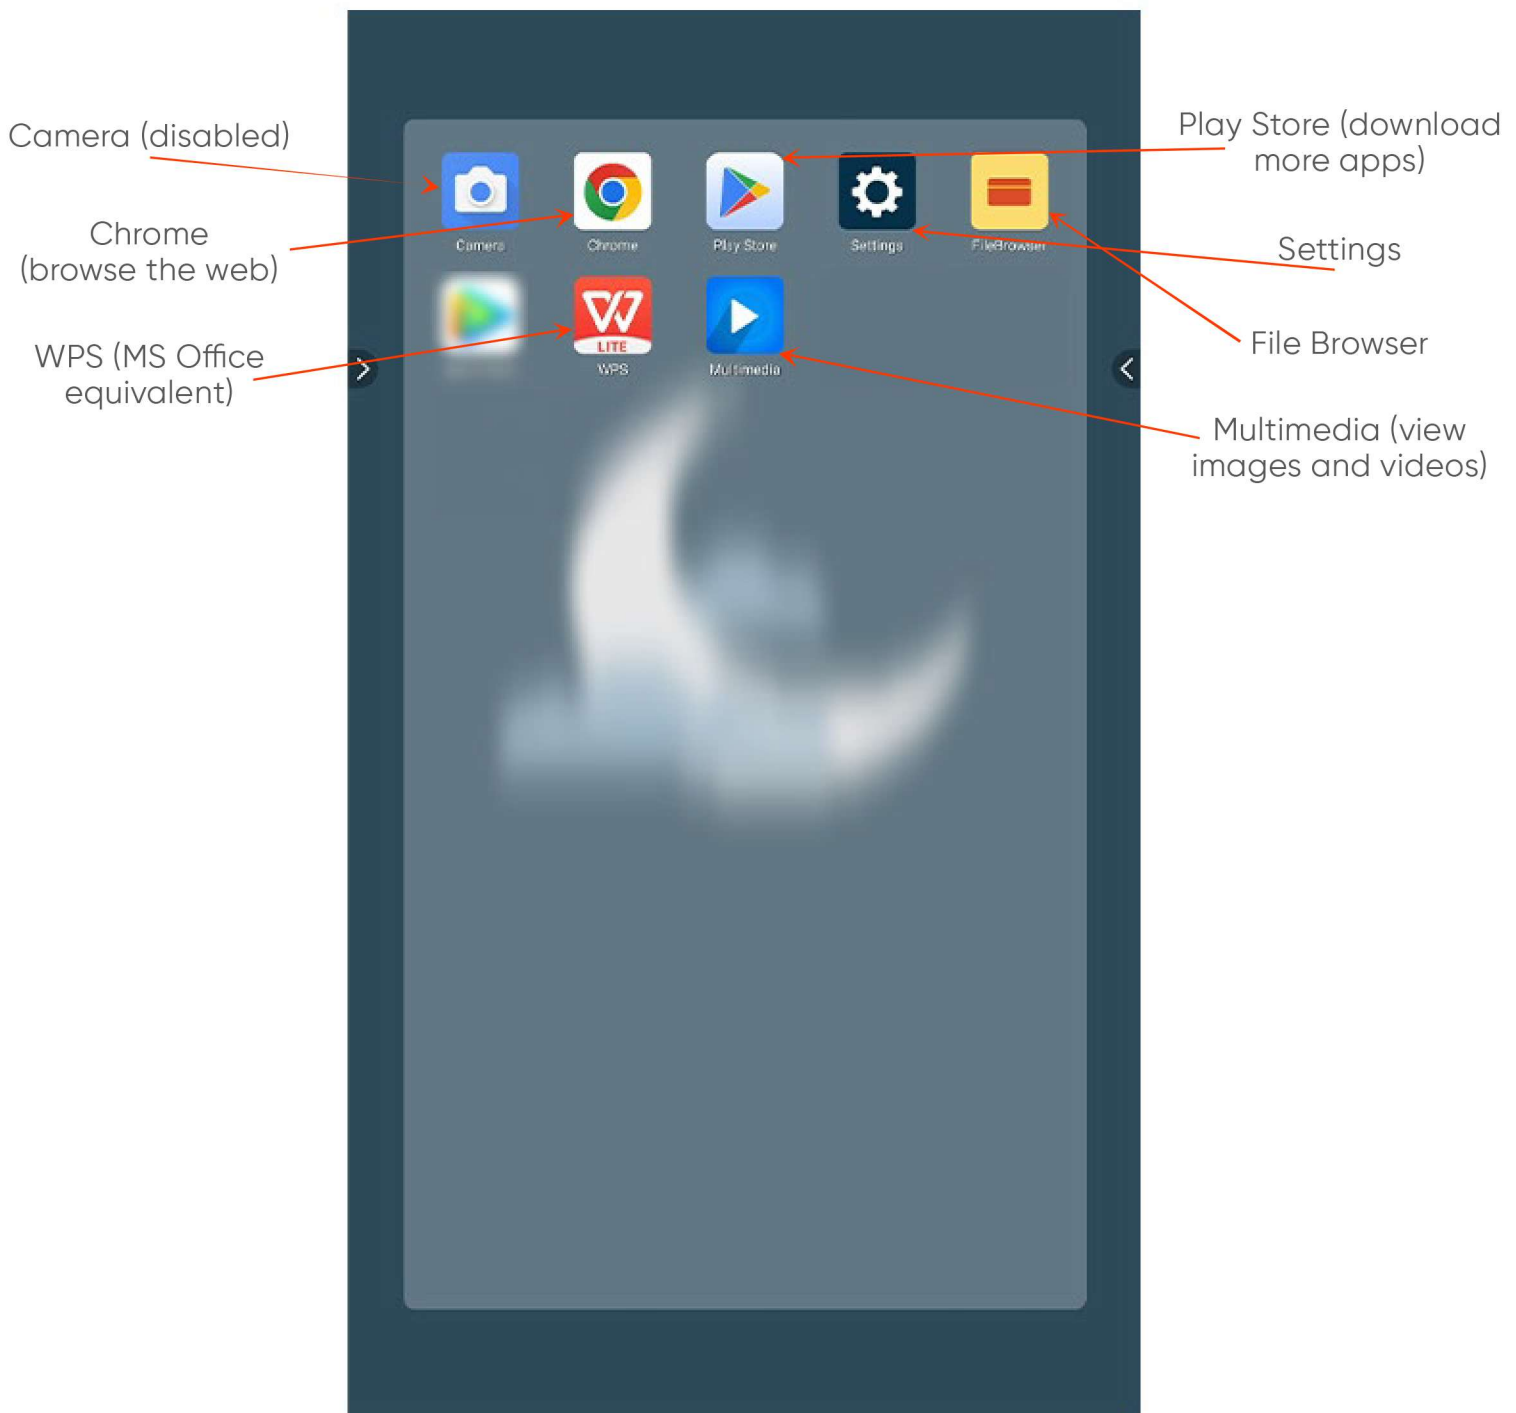 Camera (disabled)
Chrome
(browse the web)
WPS (MS Office
equivalent)
Play Store (download
more apps)
Settings
File Browser
Multimedia (view
images and videos)
Camera
Chrome
Play Store
Settings
FileBrowser
LITE
WPS
Multimedia